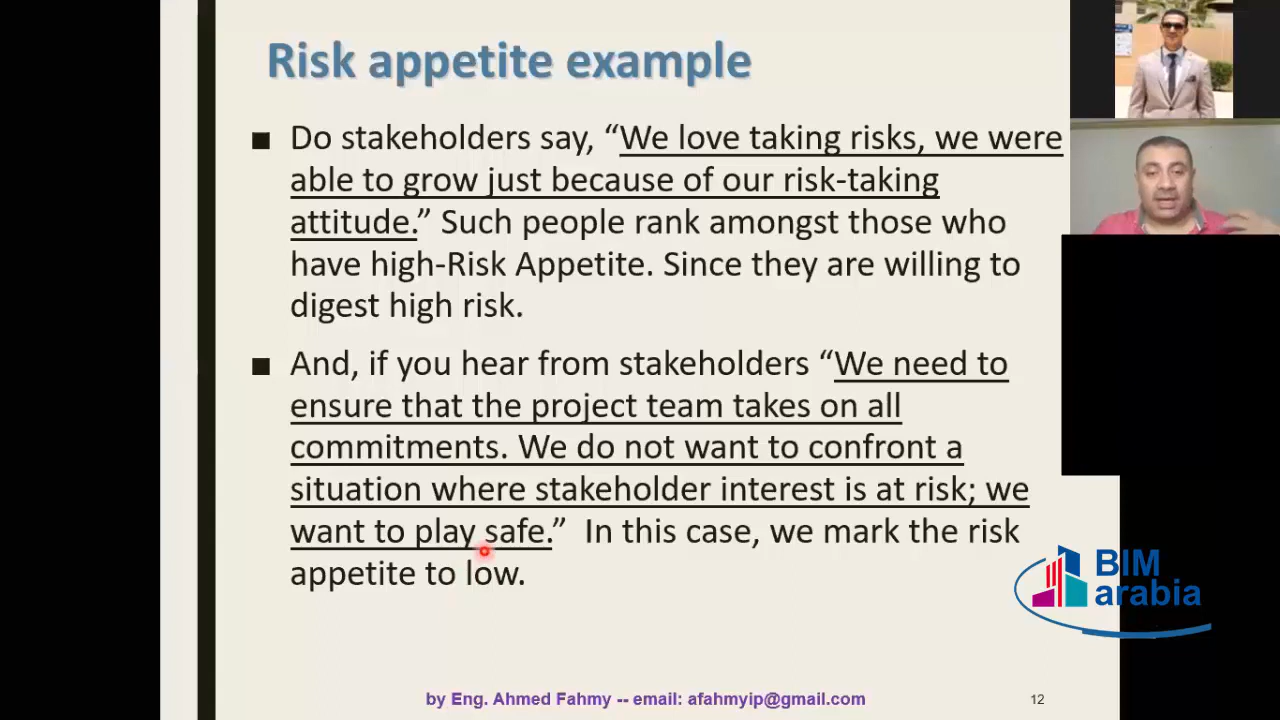 Risk appetite example
■ Do stakeholders say, “We love taking risks, we were
able to grow just because of our risk-taking
attitude.” Such people rank amongst those who
have high-Risk Appetite. Since they are willing to
digest high risk.
■ And, if you hear from stakeholders “We need to
ensure that the project team takes on all
commitments. We do not want to confront a
situation where stakeholder interest is at risk; we
want to play safe.” In this case, we mark the risk
appetite to low.
BIM
arabia
by Eng. Ahmed Fahmy -- email: afahmyip@gmail.com
12